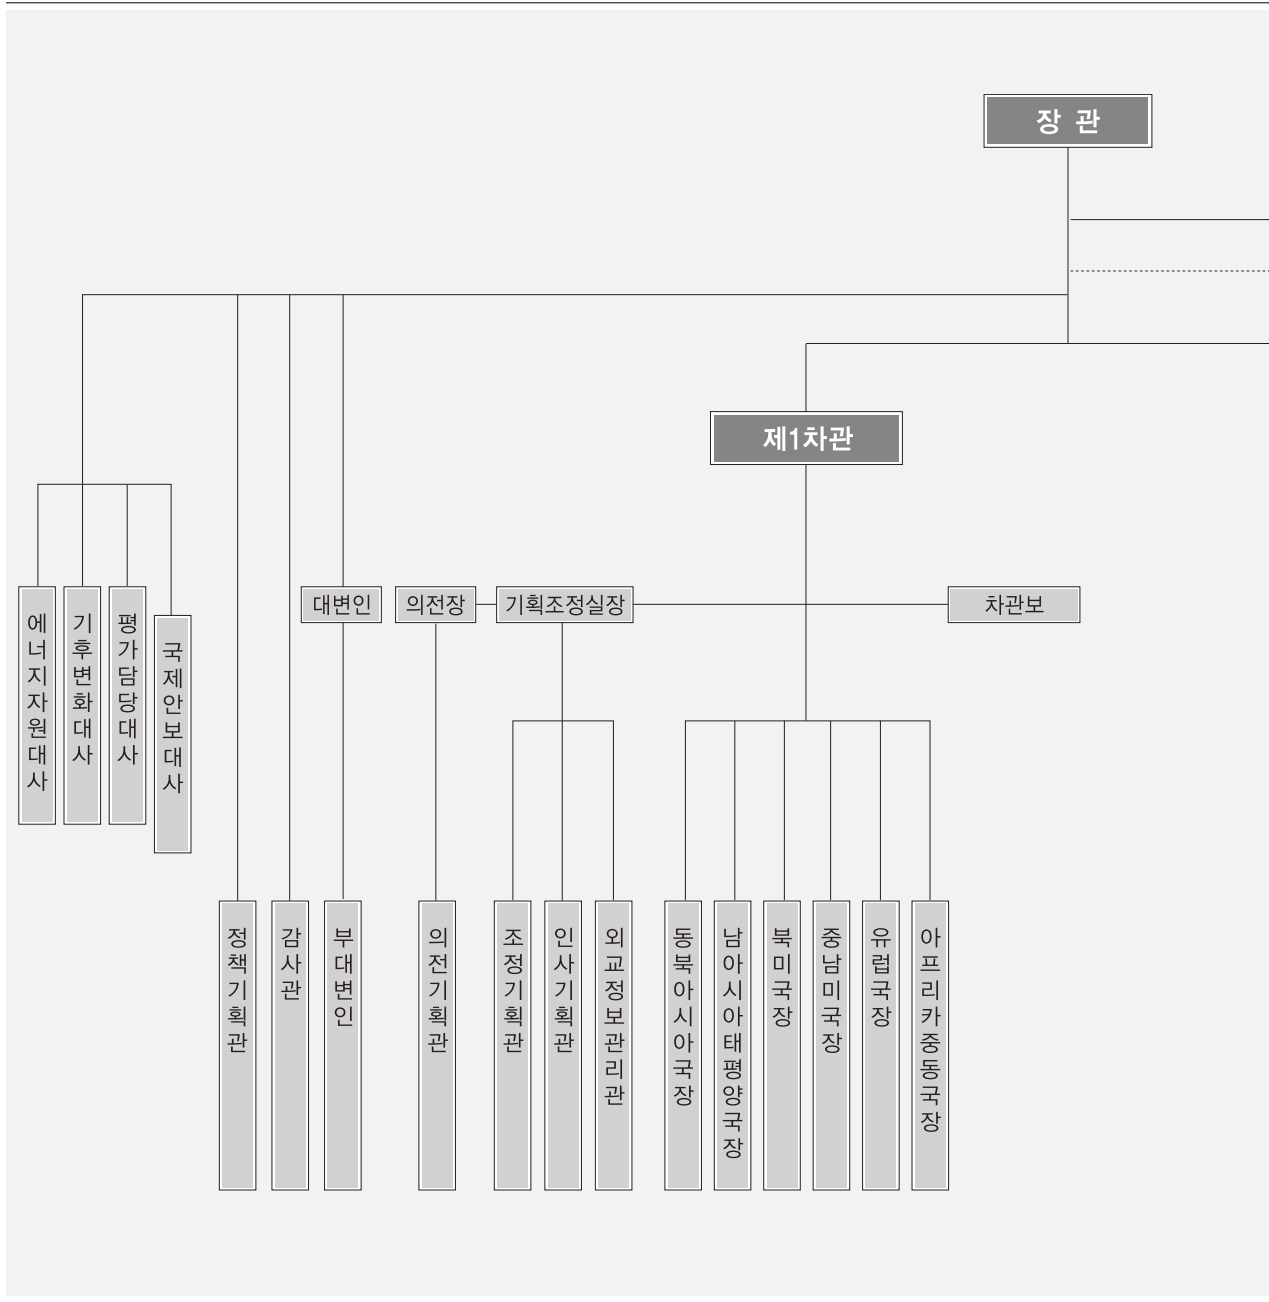 장 관
제1차관
대변인
의전장
기획조정실장
차관보
에너지자원대사
기후변화대사
평가담당대사
국제안보대사
정책기획관
감사관
부대변인
의전기획관
조정기획관
인사기획관
외교정보관리관
동북아시아국장
남아시아태평양국장
북미국장
중남미국장
유럽국장
아프리카중동국장